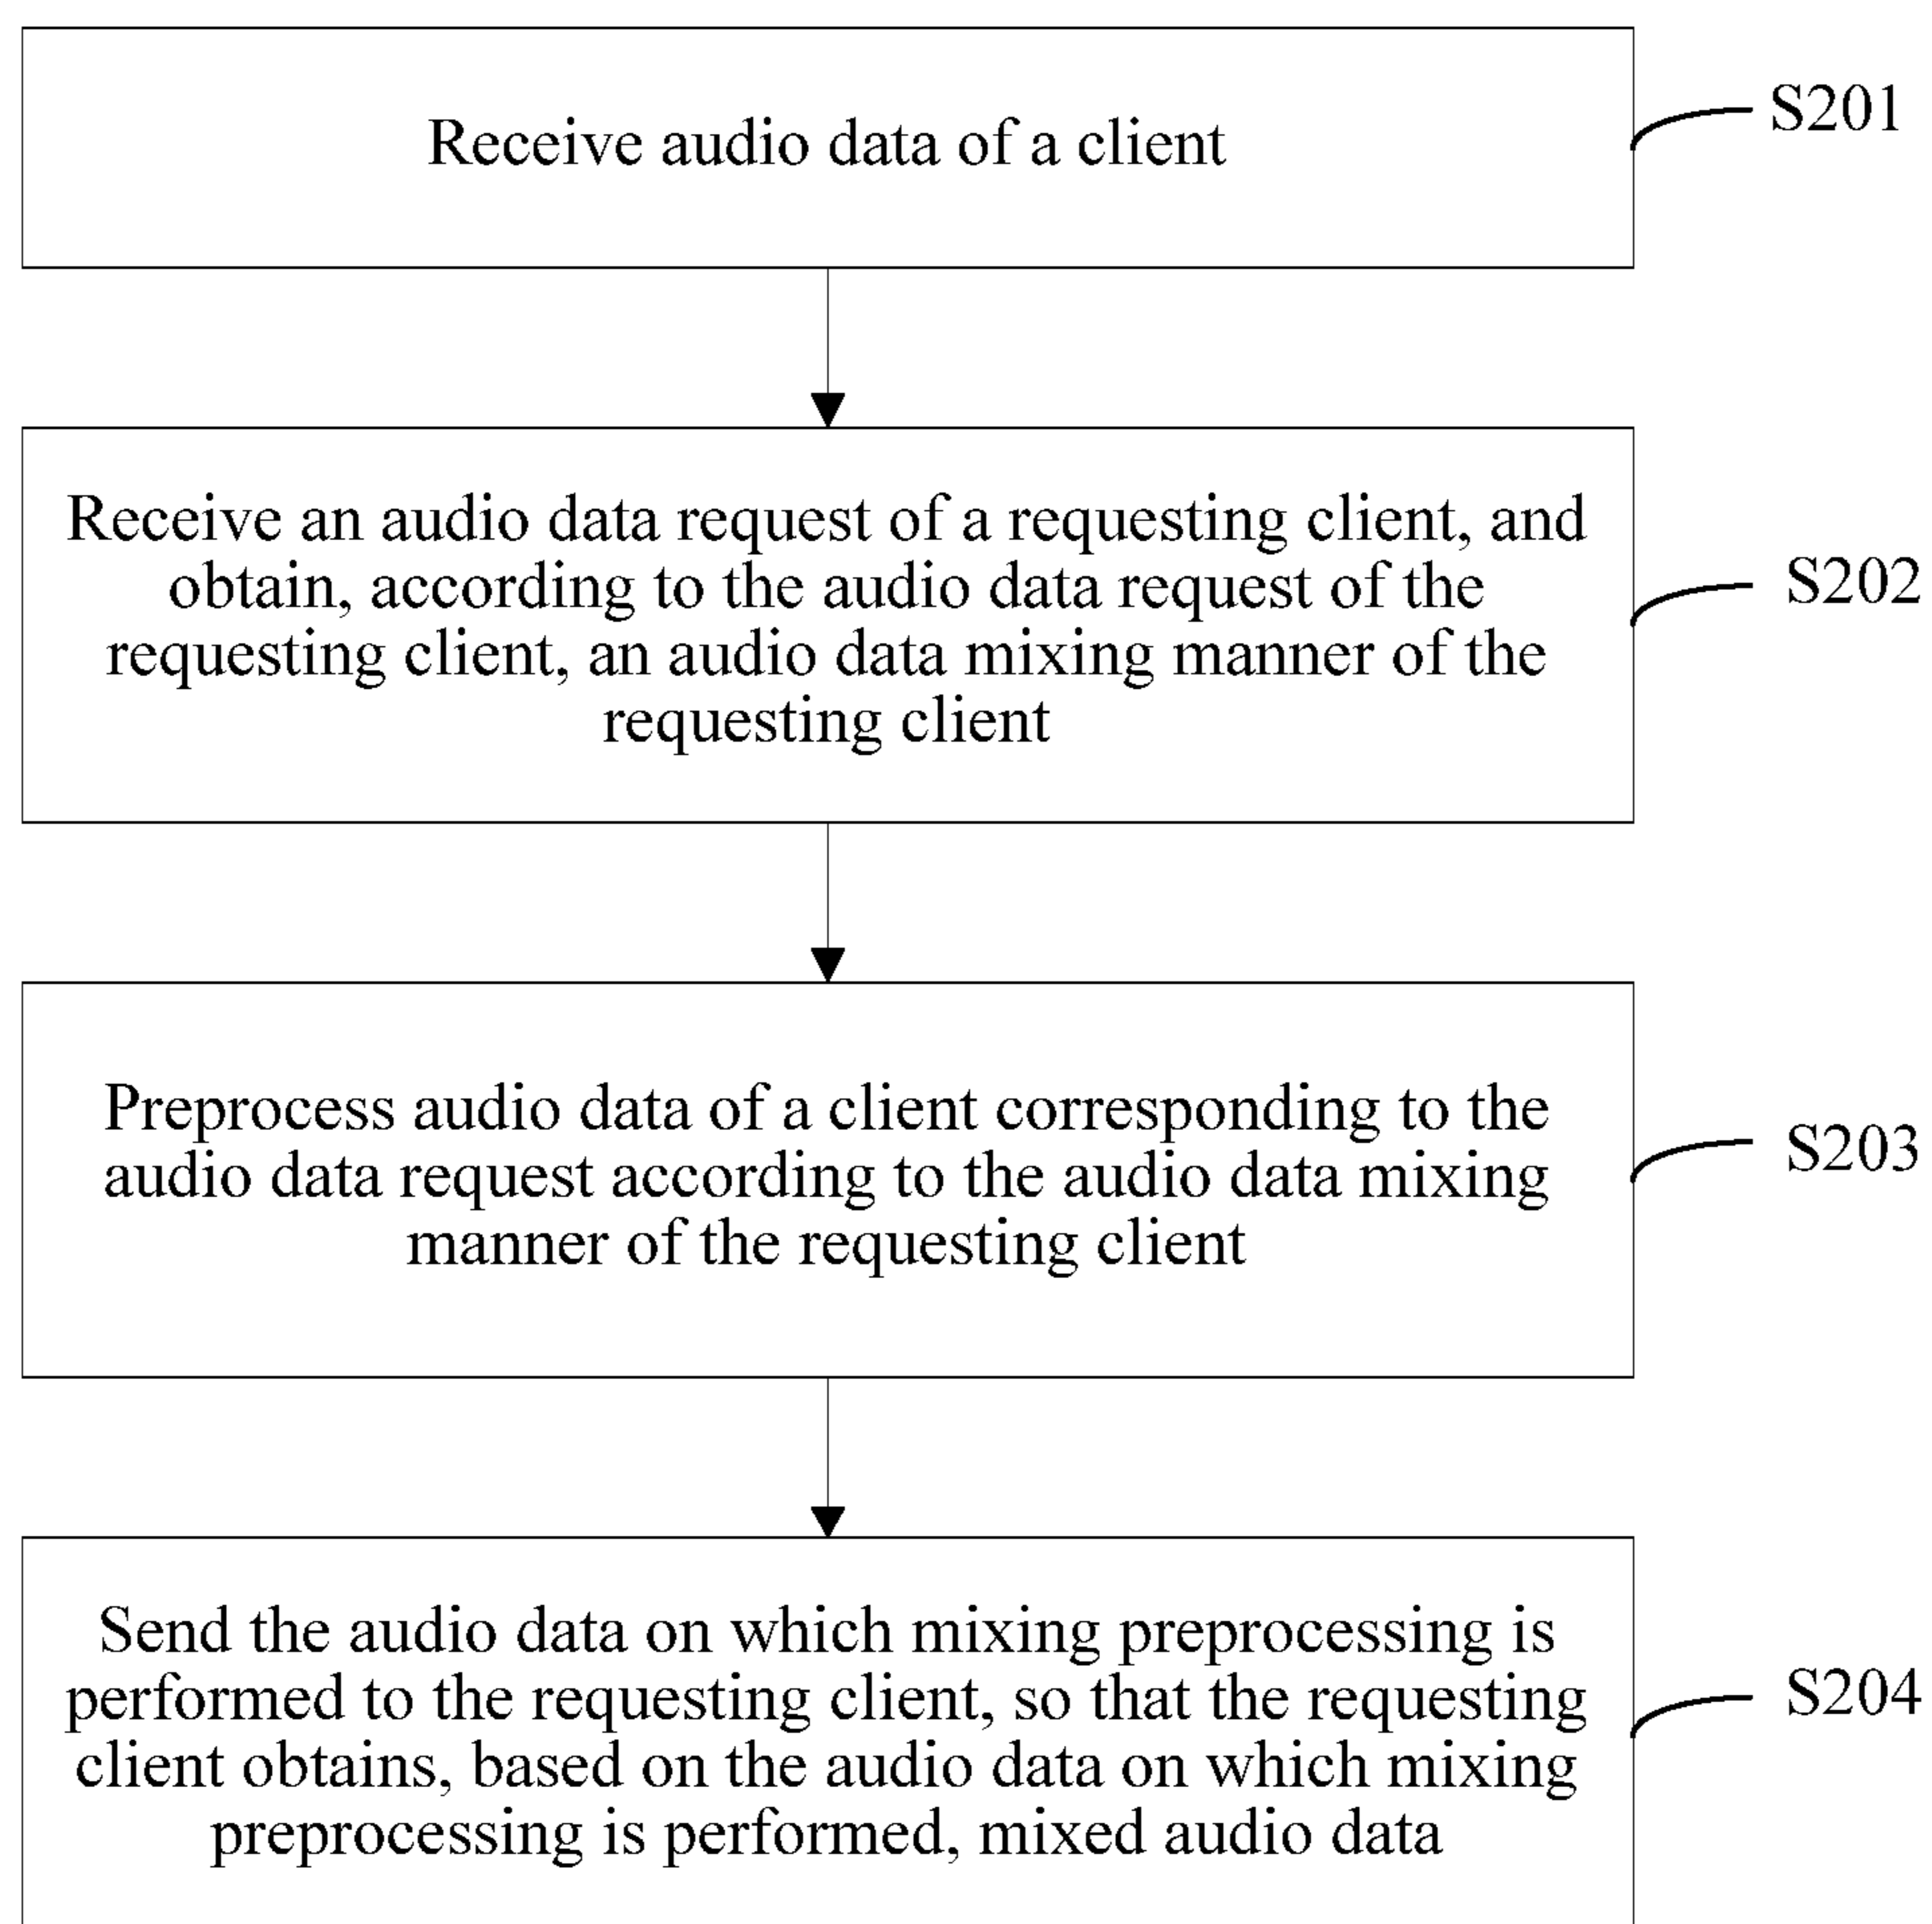 Receive audio data of a client
S201
Receive an audio data request of a requesting client, and
obtain, according to the audio data request of the
requesting client, an audio data mixing manner of the
requesting client
S202
Preprocess audio data of a client corresponding to the
audio data request according to the audio data mixing
manner of the requesting client
S203
Send the audio data on which mixing preprocessing is
performed to the requesting client, so that the requesting
client obtains, based on the audio data on which mixing
preprocessing is performed, mixed audio data
S204